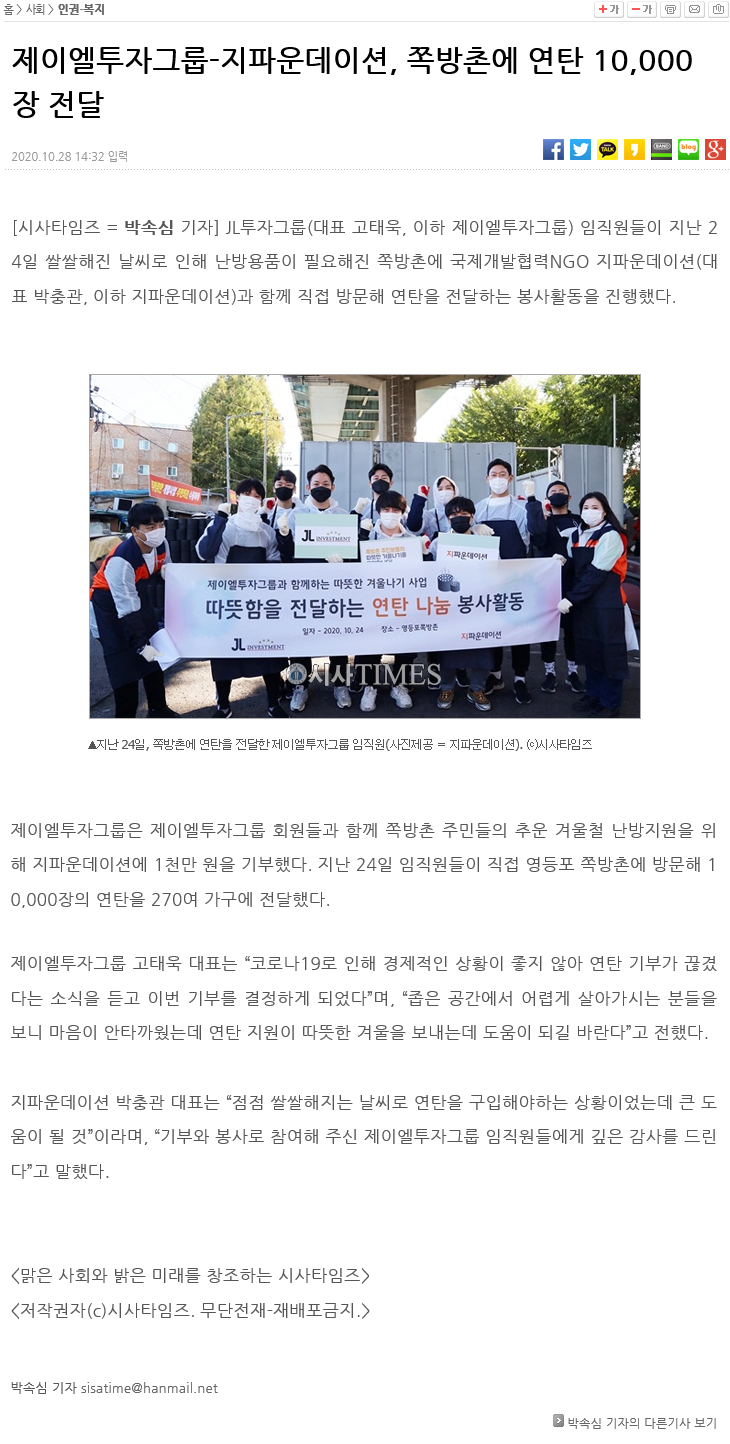 홈 > 사회 > 인권-복지
+ 가 - 가
제이엘투자그룹-지파운데이션, 쪽방촌에 연탄 10,000
장 전달
2020.10.28 14:32 입력
TALK BAND blog
[시사타임즈 = 박속심 기자] JL투자그룹(대표 고태욱, 이하 제이엘투자그룹) 임직원들이 지난 2
4일 쌀쌀해진 날씨로 인해 난방용품이 필요해진 쪽방촌에 국제개발협력NGO 지파운데이션(대
표 박충관, 이하 지파운데이션)과 함께 직접 방문해 연탄을 전달하는 봉사활동을 진행했다.
JL INVESTMENT
지파운데이션
제이엘투자그룹과 함께하는 따뜻한 겨울나기 사업
따뜻함을 전달하는 연탄 나눔 봉사활동
일자 - 2020. 10. 24 장소 - 영등포쪽방촌
JL INVESTMENT 지파운데이션
시사TIMES
▲지난 24일, 쪽방촌에 연탄을 전달한 제이엘투자그룹 임직원(사진제공 = 지파운데이션). (c)시사타임즈
제이엘투자그룹은 제이엘투자그룹 회원들과 함께 쪽방촌 주민들의 추운 겨울철 난방지원을 위
해 지파운데이션에 1천만 원을 기부했다. 지난 24일 임직원들이 직접 영등포 쪽방촌에 방문해 1
0,000장의 연탄을 270여 가구에 전달했다.
제이엘투자그룹 고태욱 대표는 “코로나19로 인해 경제적인 상황이 좋지 않아 연탄 기부가 끊겼
다는 소식을 듣고 이번 기부를 결정하게 되었다”며, “좁은 공간에서 어렵게 살아가시는 분들을
보니 마음이 안타까웠는데 연탄 지원이 따뜻한 겨울을 보내는데 도움이 되길 바란다”고 전했다.
지파운데이션 박충관 대표는 “점점 쌀쌀해지는 날씨로 연탄을 구입해야하는 상황이었는데 큰 도
움이 될 것”이라며, “기부와 봉사로 참여해 주신 제이엘투자그룹 임직원들에게 깊은 감사를 드린
다”고 말했다.
<맑은 사회와 밝은 미래를 창조하는 시사타임즈>
<저작권자(c)시사타임즈. 무단전재-재배포금지.>
박속심 기자 sisatime@hanmail.net
박속심 기자의 다른기사 보기